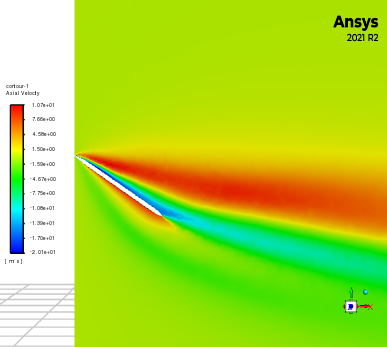 Ansys
2021 R2
contour-1
Axial Velocity
1.07e+01
7.66e+00
4.58e+00
1.50e+00
-1.59e+00
-4.67e+00
-7.75e+00
-1.08e+01
-1.39e+01
-1.70e+01
-2.01e+01
[ m/s ]